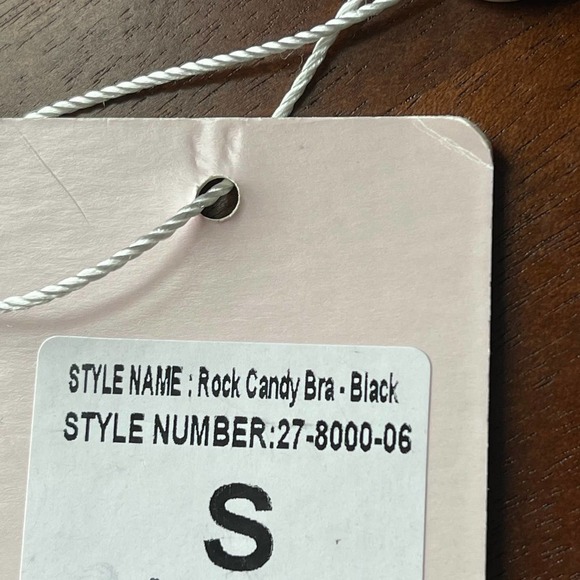 STYLE NAME : Rock Candy Bra - Black
STYLE NUMBER:27-8000-06
S